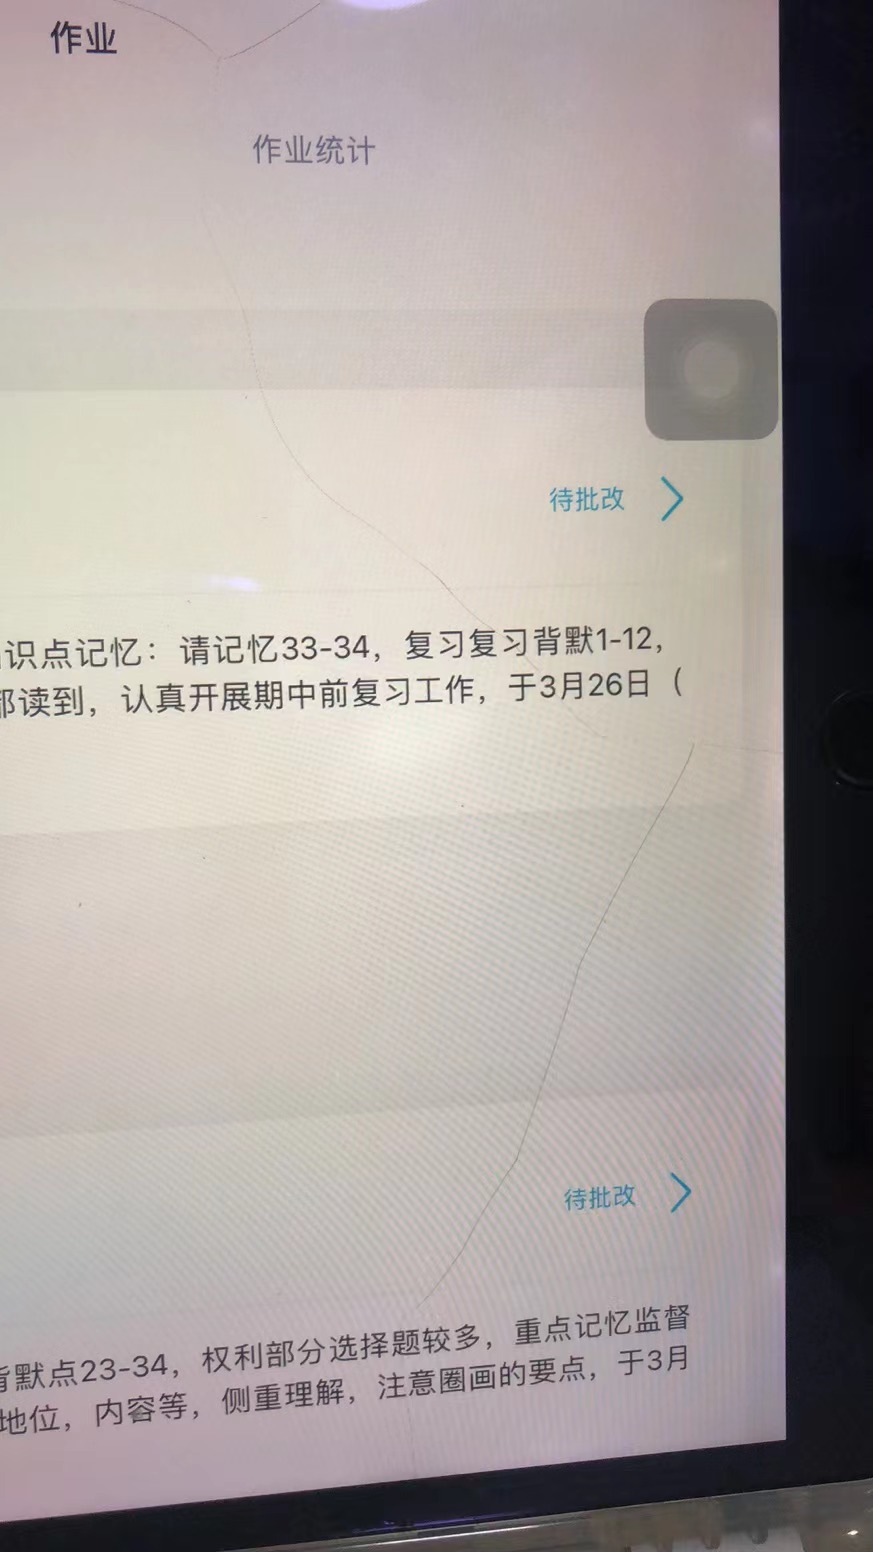 作业
作业统计
待批改
识点记忆：请记忆33-34，复习复习背默1-12，
读到，认真开展期中前复习工作，于3月26日（
待批改
背默点23-34，权利部分选择题较多，重点记忆监督
地位，内容等，侧重理解，注意圈画的要点，于3月